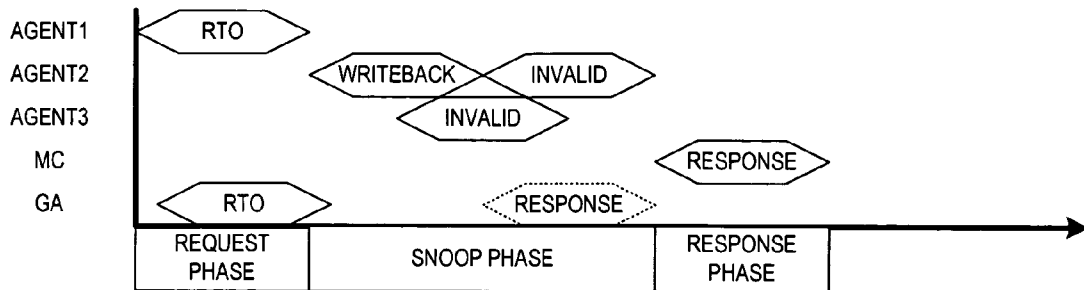 AGENT1 RTO
AGENT2 WRITEBACK INVALID
AGENT3 INVALID
MC RESPONSE
GA RTO RESPONSE
REQUEST PHASE
SNOOP PHASE
RESPONSE PHASE